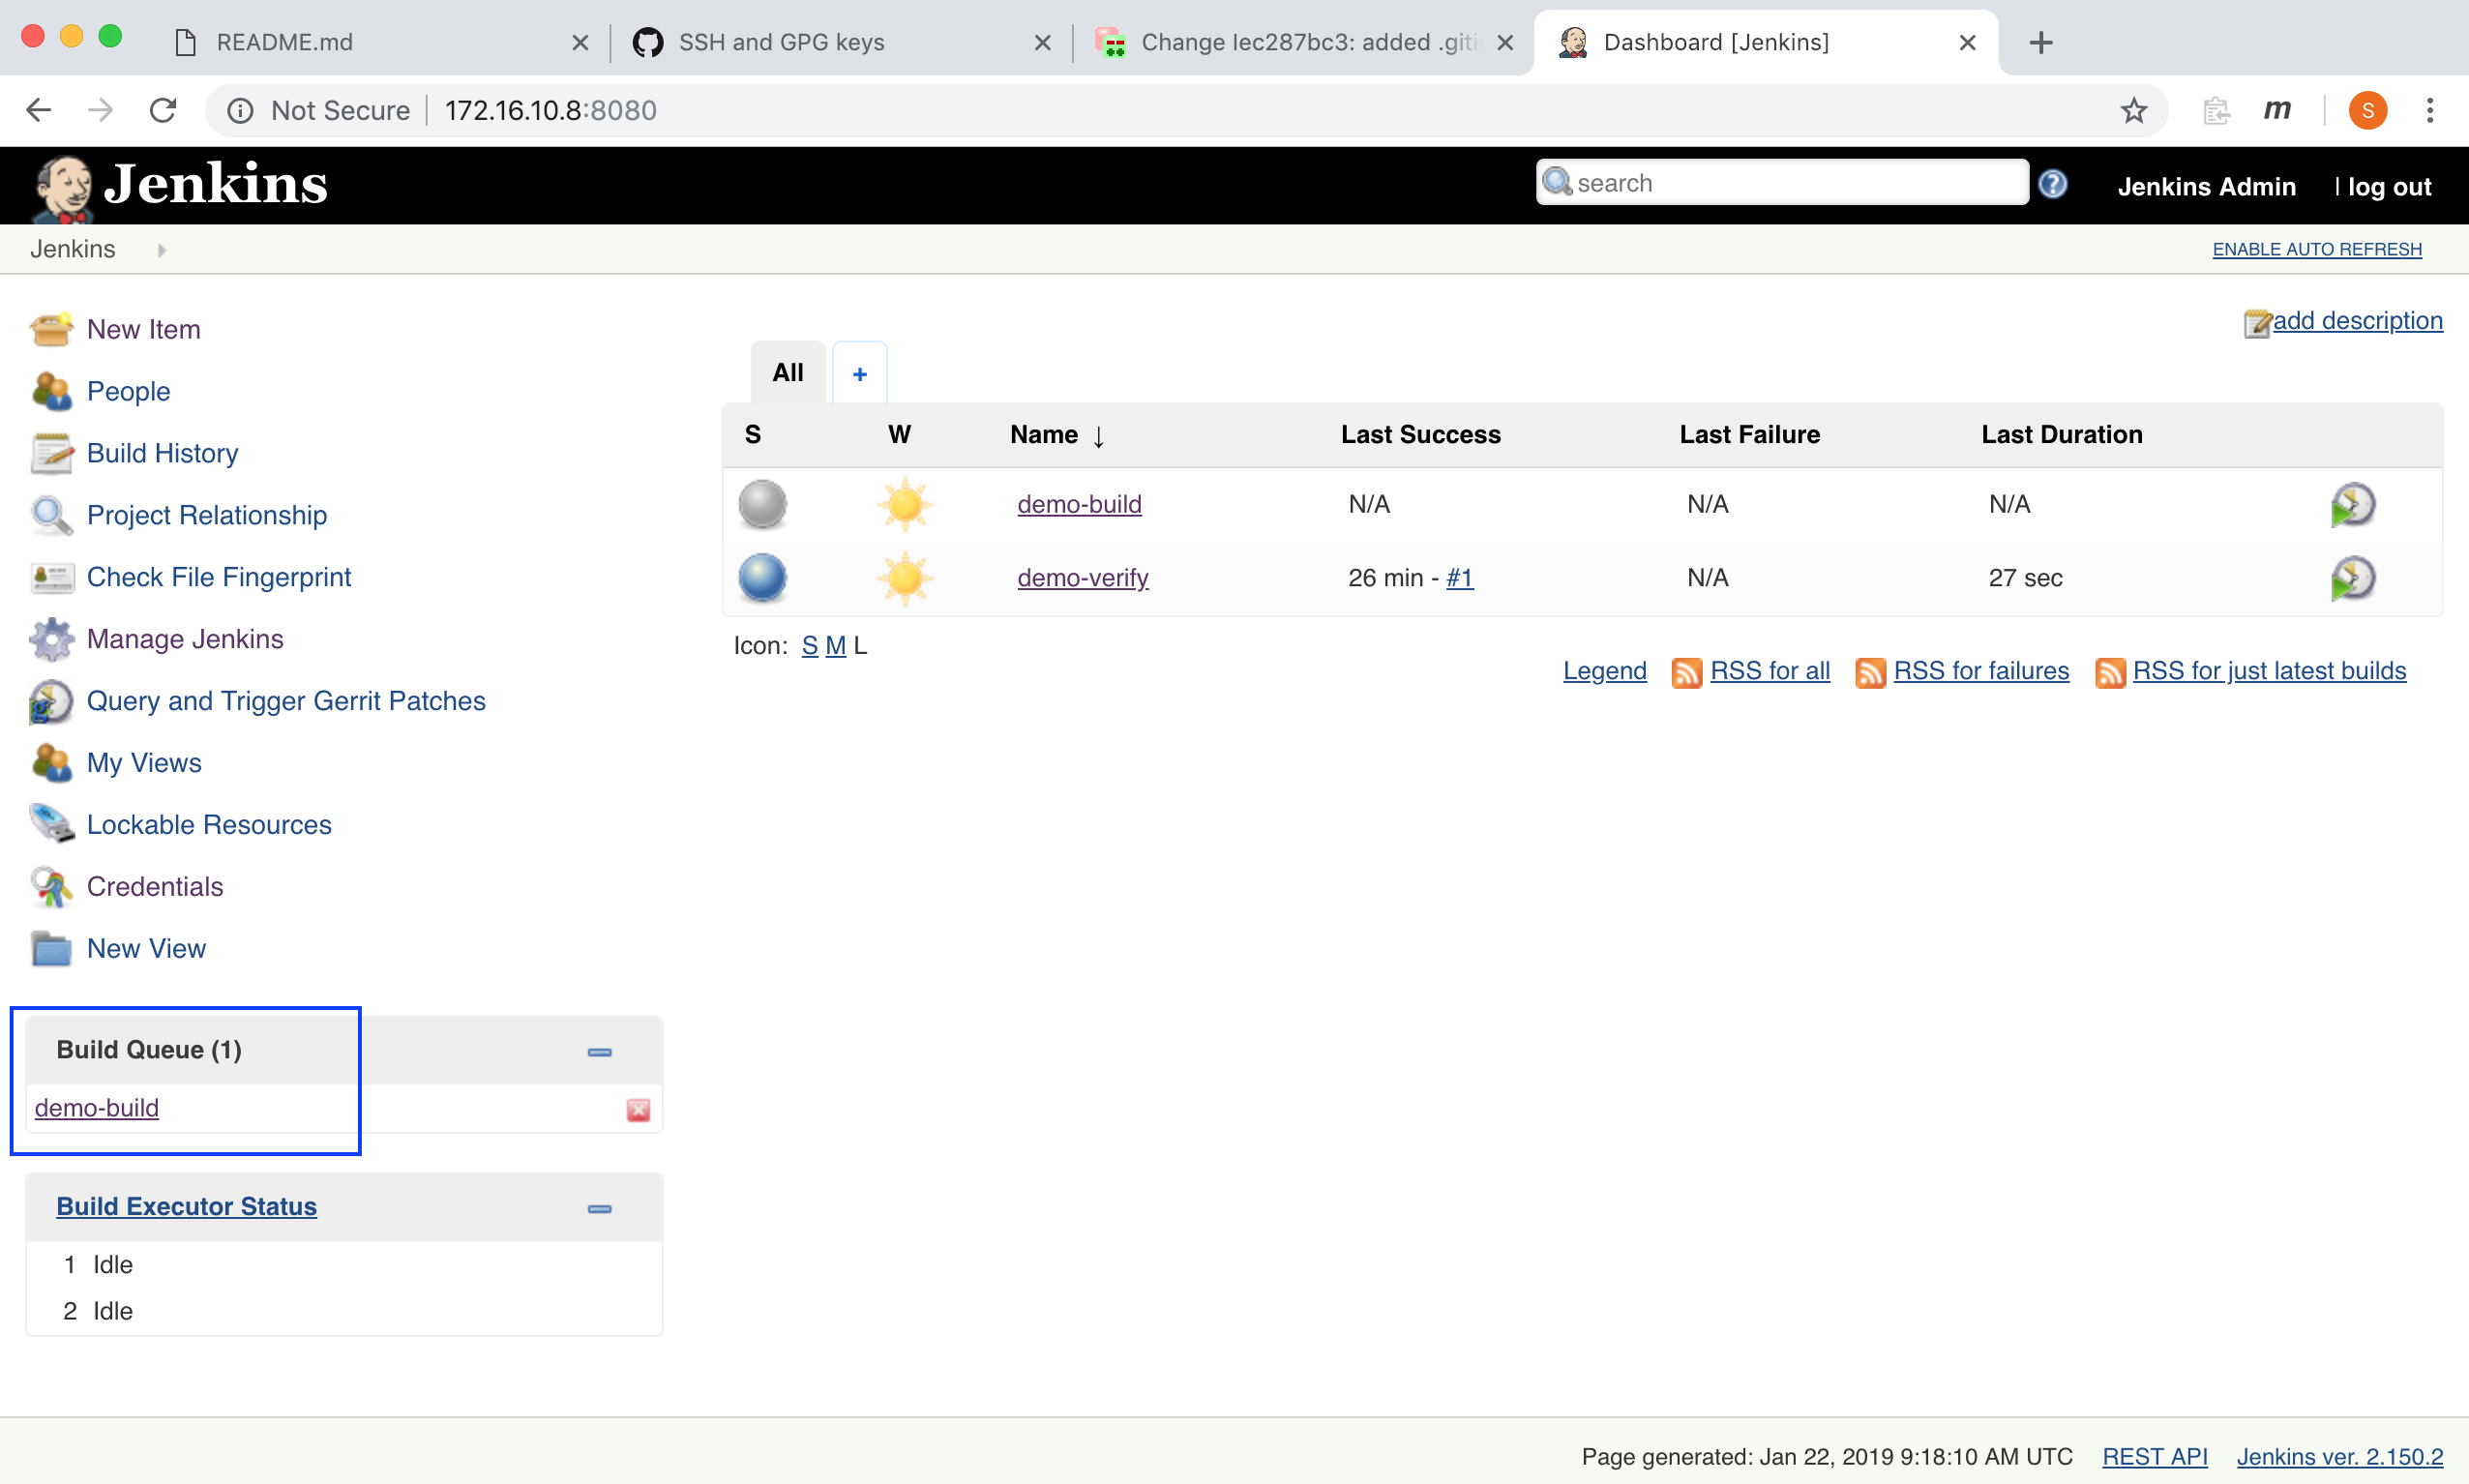 README.md
SSH and GPG keys
Change Iec287bc3: added .giti
Dashboard [Jenkins]
Not Secure 172.16.10.8:8080
m
S
Jenkins
search
Jenkins Admin | log out
Jenkins
ENABLE AUTO REFRESH
New Item
People
Build History
Project Relationship
Check File Fingerprint
Manage Jenkins
Query and Trigger Gerrit Patches
My Views
Lockable Resources
Credentials
New View
Build Queue (1)
demo-build
Build Executor Status
1 Idle
2 Idle
add description
All +
S W Name ↓ Last Success Last Failure Last Duration
demo-build N/A N/A N/A
demo-verify 26 min - #1 N/A 27 sec
Icon: S M L
Legend RSS for all RSS for failures RSS for just latest builds
Page generated: Jan 22, 2019 9:18:10 AM UTC REST API Jenkins ver. 2.150.2